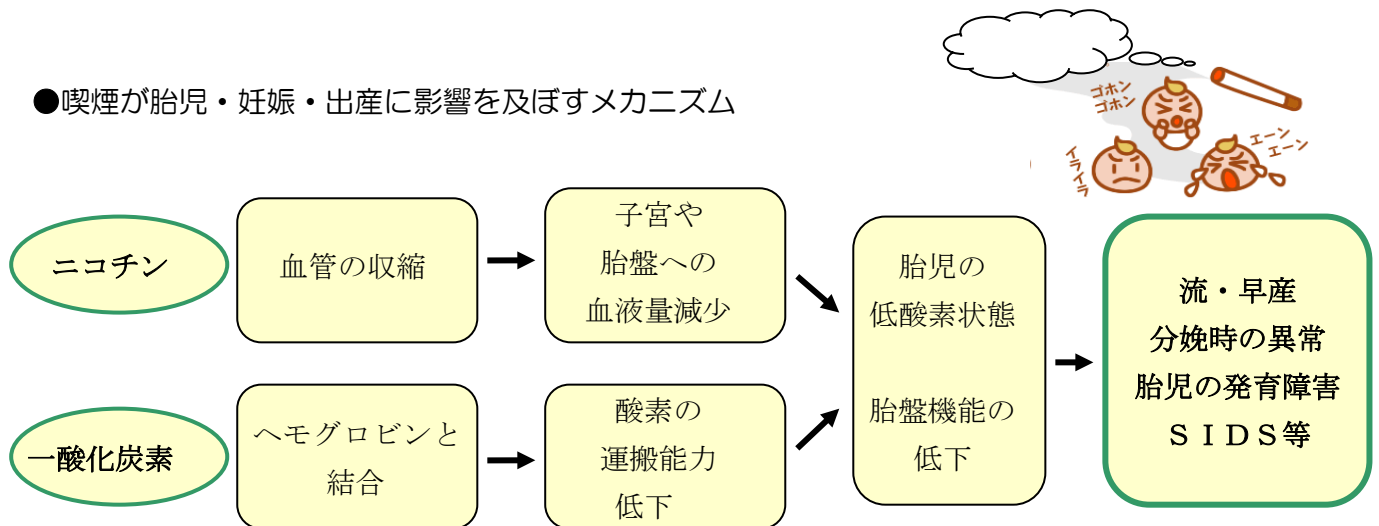 ●喫煙が胎児・妊娠・出産に影響を及ぼすメカニズム
ゴホン
ゴホン
イライラ
エーン
エーン
ニコチン
血管の収縮
子宮や
胎盤への
血液量減少
一酸化炭素
ヘモグロビンと
結合
酸素の
運搬能力
低下
胎児の
低酸素状態
胎盤機能の
低下
流・早産
分娩時の異常
胎児の発育障害
ＳＩＤＳ等